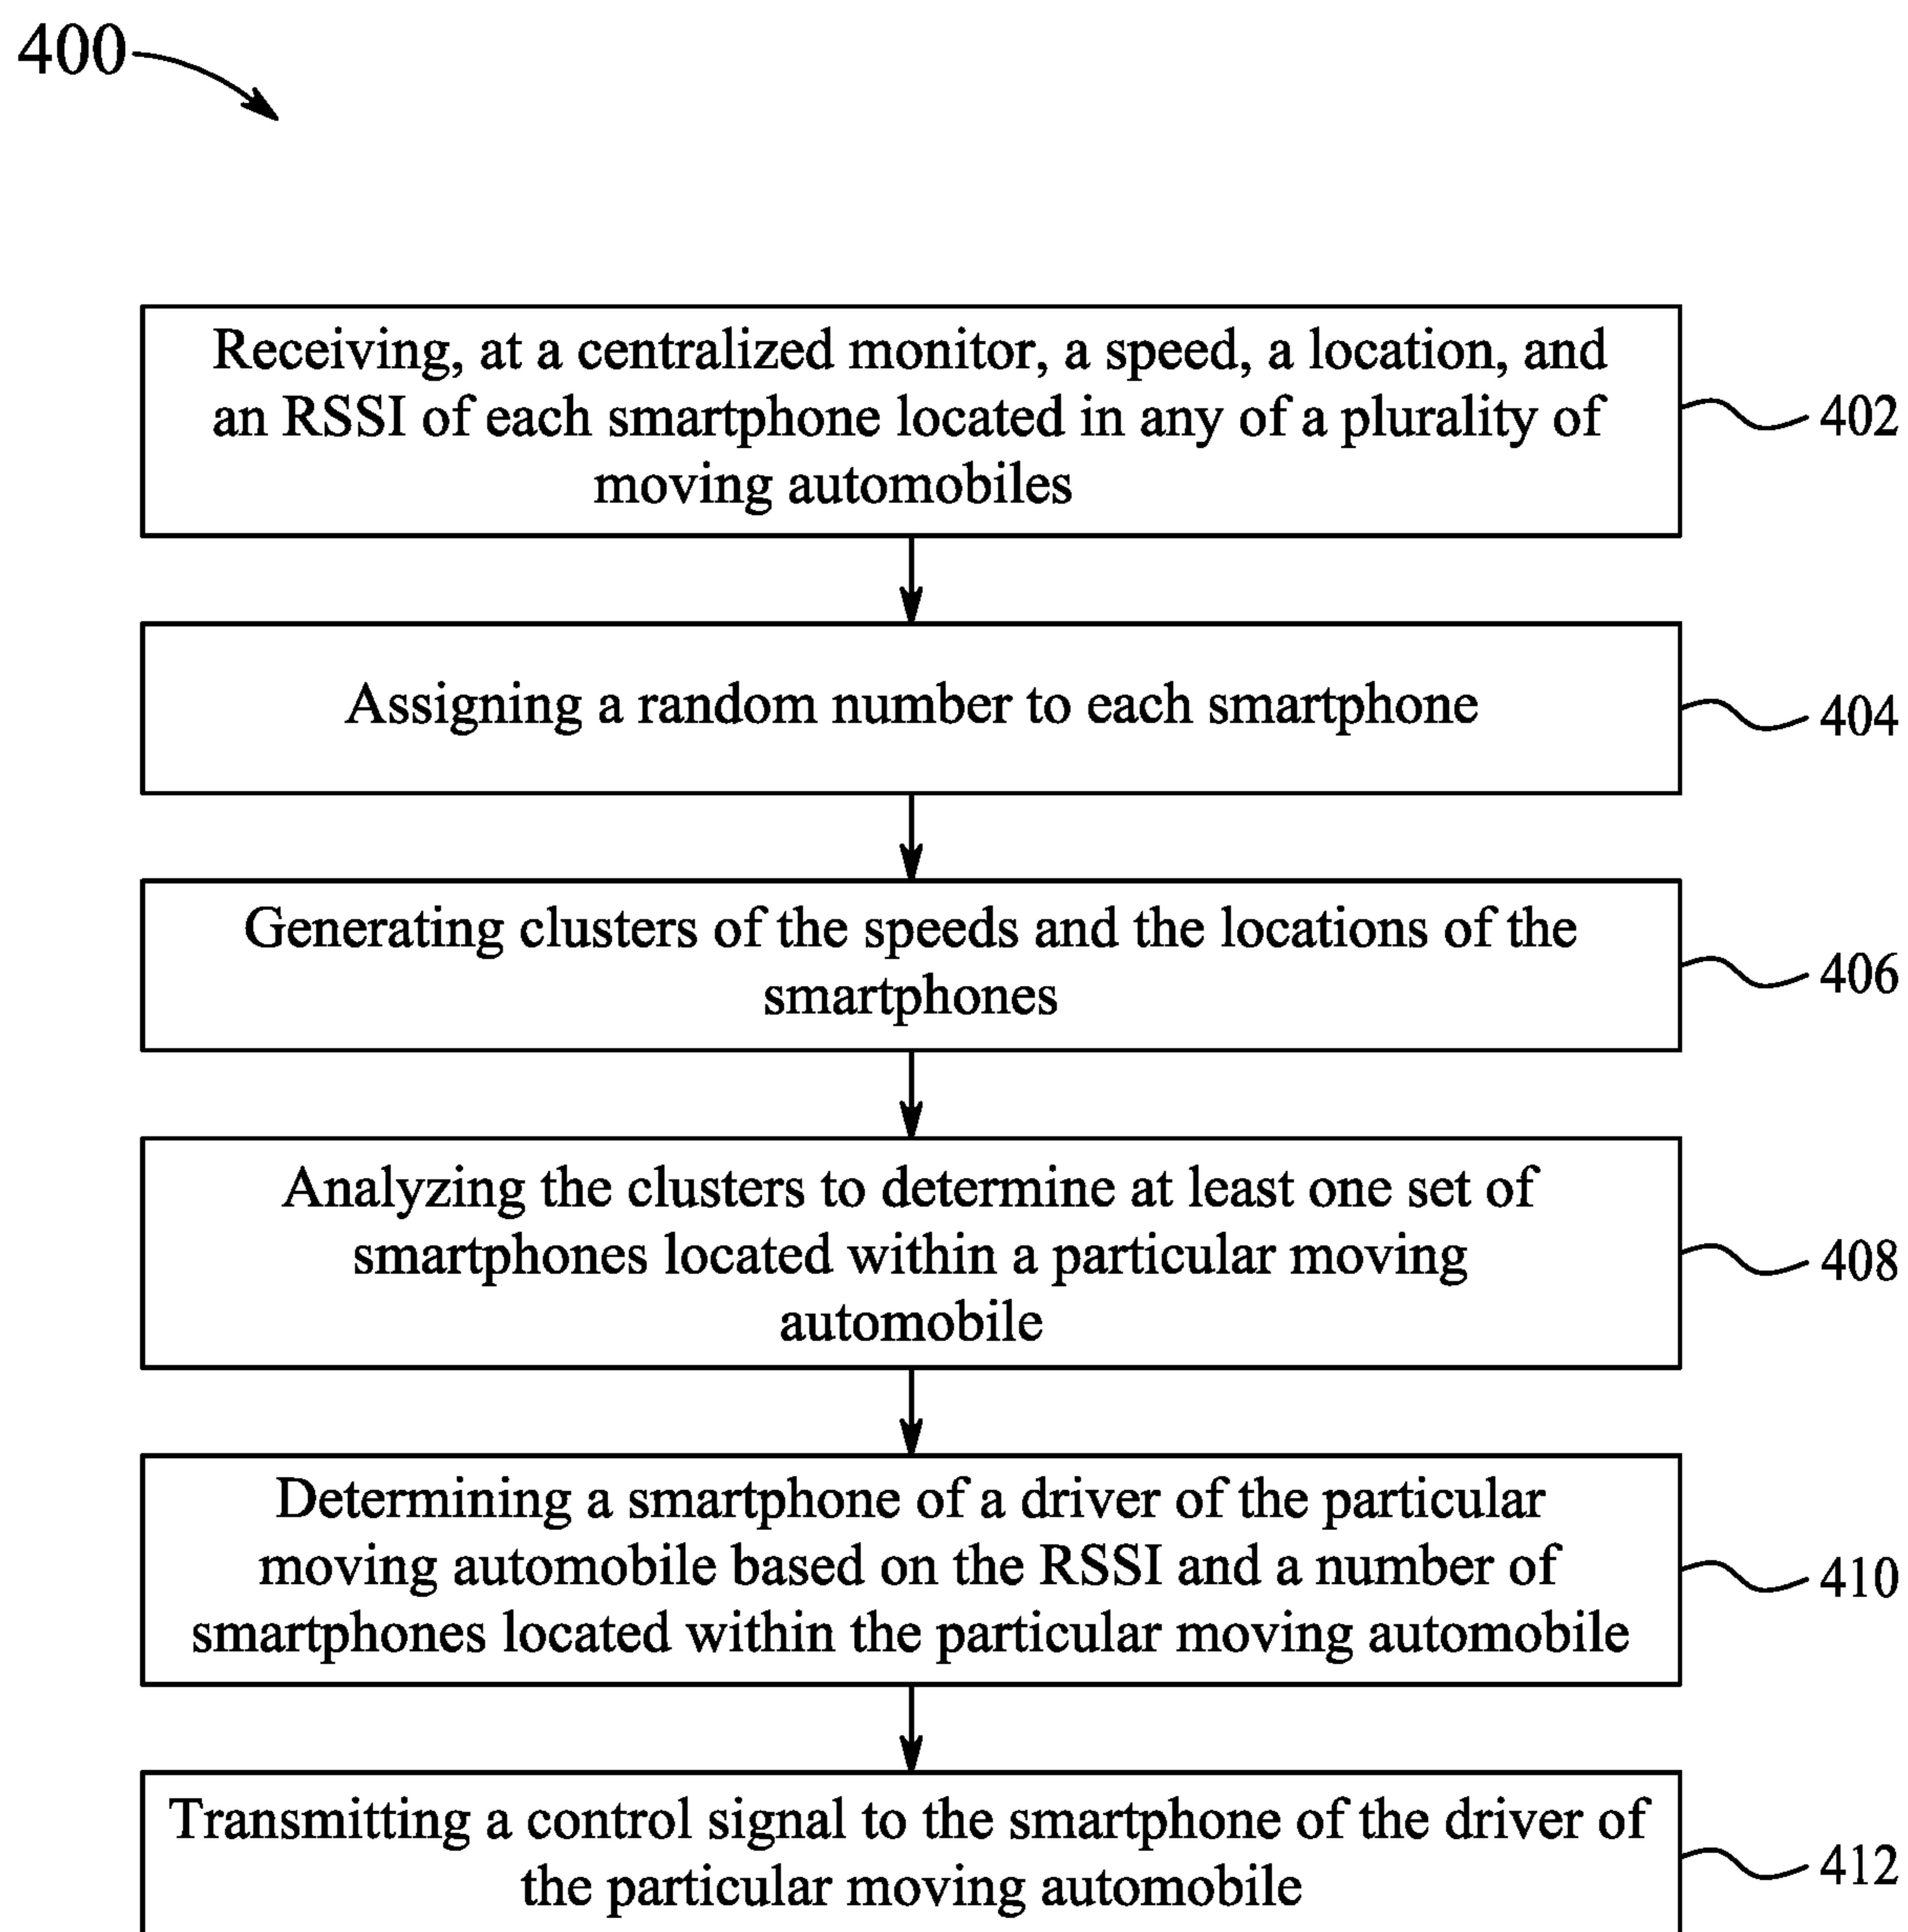 400
Receiving, at a centralized monitor, a speed, a location, and
an RSSI of each smartphone located in any of a plurality of
moving automobiles
402
Assigning a random number to each smartphone
404
Generating clusters of the speeds and the locations of the
smartphones
406
Analyzing the clusters to determine at least one set of
smartphones located within a particular moving
automobile
408
Determining a smartphone of a driver of the particular
moving automobile based on the RSSI and a number of
smartphones located within the particular moving automobile
410
Transmitting a control signal to the smartphone of the driver of
the particular moving automobile
412